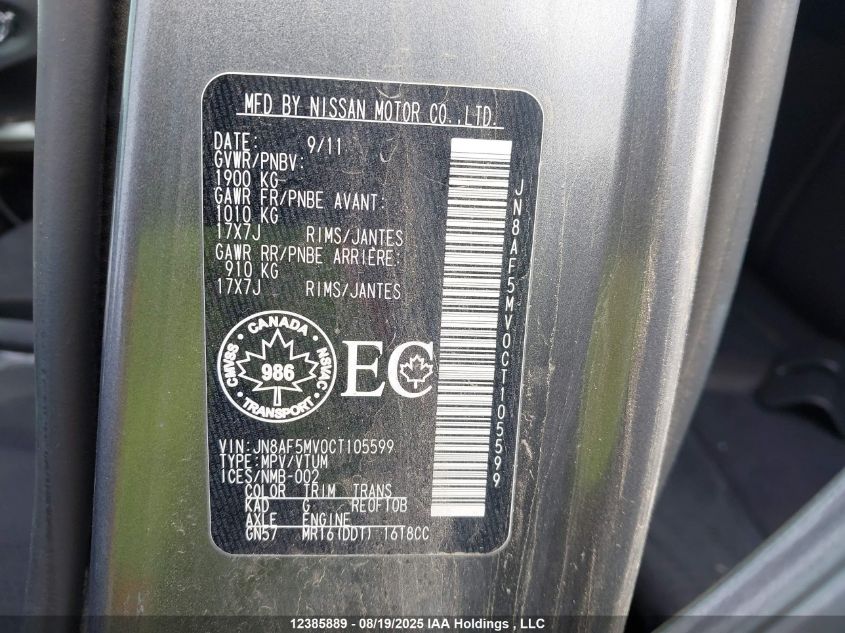 MFD BY NISSAN MOTOR CO.,LTD.
DATE: 9/11
GVWR/PNBV:
1900 KG
GAWR FR/PNBE AVANT:
1010 KG
17X7J RIMS/JANTES
GAWR RR/PNBE ARRIÈRE:
910 KG
17X7J RIMS/JANTES
CANADA
CMVSS 986 NSVAC
TRANSPORT
EC
VIN:JN8AF5MV0CT105599
TYPE:MPV/VTUM
ICES/NMB-002
COLOR TRIM TRANS
KAD G RE0F10B
AXLE ENGINE
GN57 MR16(DDT) 1618CC
JN8AF5MV0CT105599
12385889 - 08/19/2025 IAA Holdings, LLC